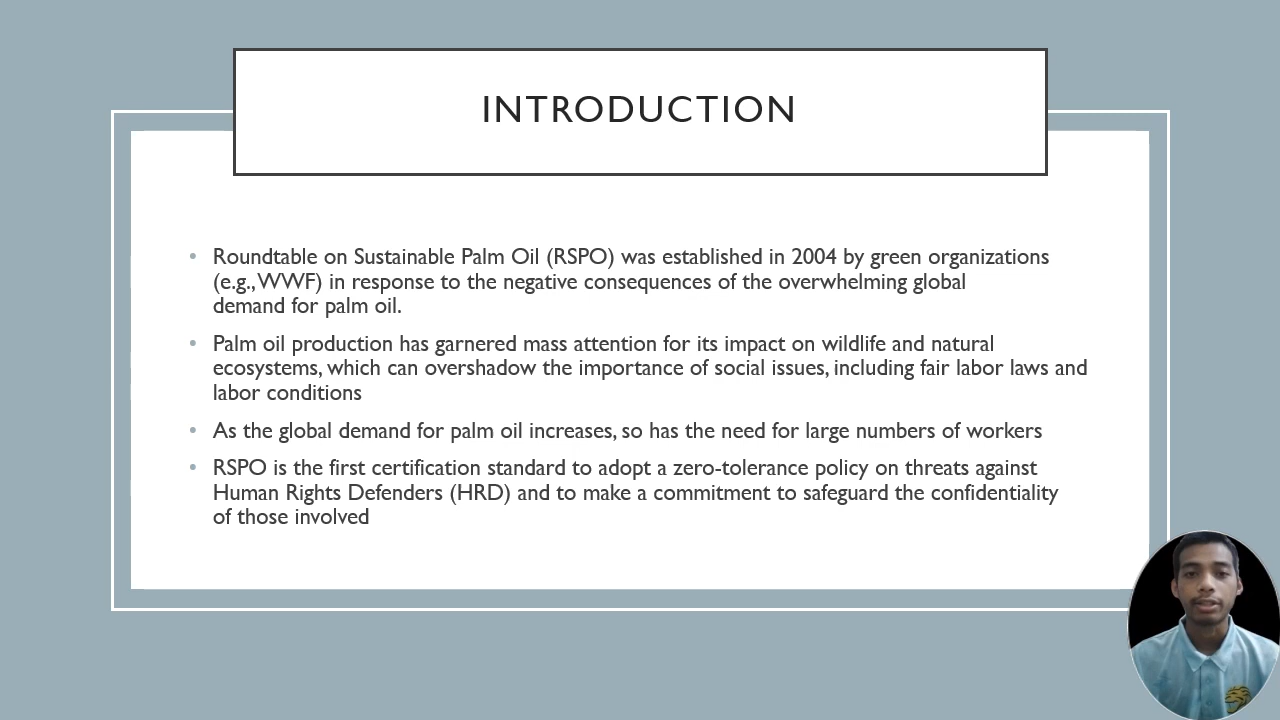 INTRODUCTION
• Roundtable on Sustainable Palm Oil (RSPO) was established in 2004 by green organizations
(e.g., WWF) in response to the negative consequences of the overwhelming global
demand for palm oil.
• Palm oil production has garnered mass attention for its impact on wildlife and natural
ecosystems, which can overshadow the importance of social issues, including fair labor laws and
labor conditions
• As the global demand for palm oil increases, so has the need for large numbers of workers
• RSPO is the first certification standard to adopt a zero-tolerance policy on threats against
Human Rights Defenders (HRD) and to make a commitment to safeguard the confidentiality
of those involved